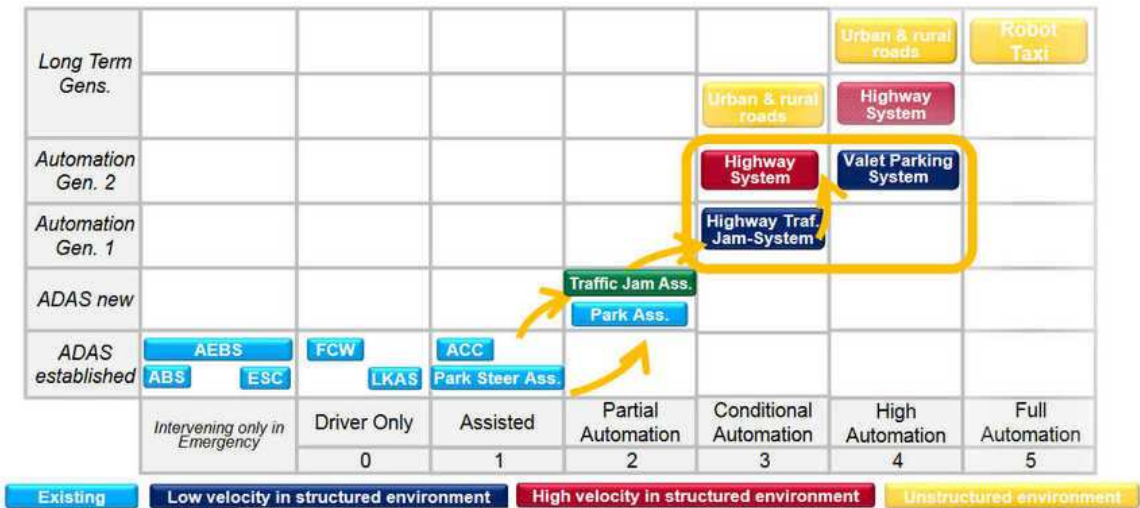 Long Term
Gens.
Urban & rural
roads
Robot
Taxi
Urban & rural
roads
Highway
System
Automation
Gen. 2
Highway
System
Valet Parking
System
Automation
Gen. 1
Highway Traf.
Jam-System
ADAS new
Traffic Jam Ass.
Park Ass.
ADAS
established
AEBS
ABS
ESC
FCW
LKAS
ACC
Park Steer Ass.
Intervening only in
Emergency
Driver Only
Assisted
Partial
Automation
Conditional
Automation
High
Automation
Full
Automation
0
1
2
3
4
5
Existing
Low velocity in structured environment
High velocity in structured environment
Unstructured environment